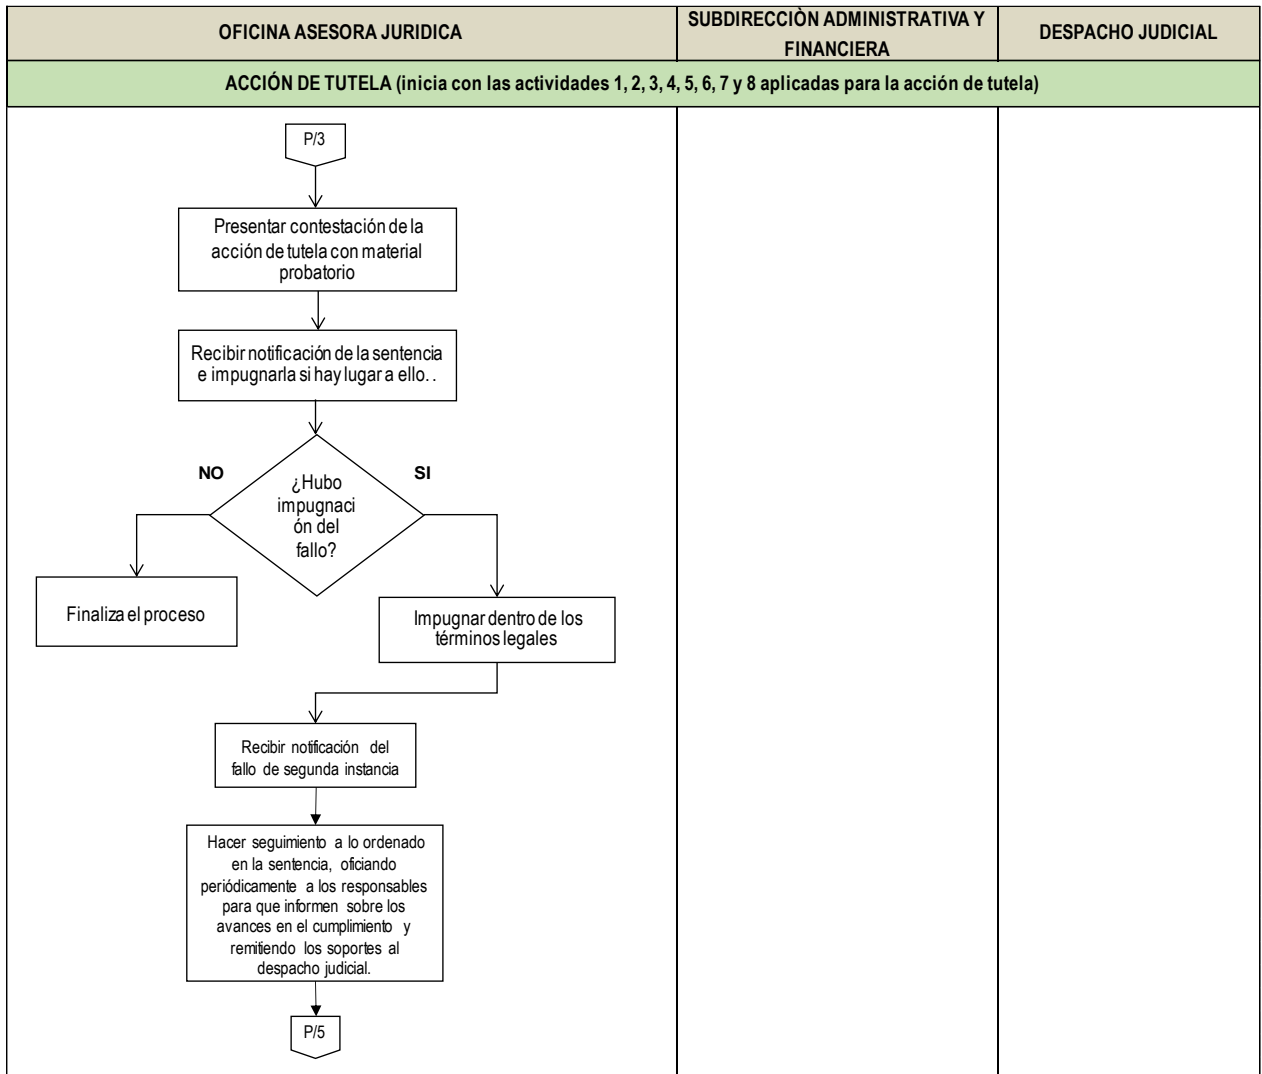 OFICINA ASESORA JURIDICA
SUBDIRECCIÒN ADMINISTRATIVA Y
FINANCIERA
DESPACHO JUDICIAL
ACCIÓN DE TUTELA (inicia con las actividades 1, 2, 3, 4, 5, 6, 7 y 8 aplicadas para la acción de tutela)
P/3
Presentar contestación de la
acción de tutela con material
probatorio
Recibir notificación de la sentencia
e impugnarla si hay lugar a ello. .
NO
SI
¿Hubo
impugnaci
ón del
fallo?
Finaliza el proceso
Impugnar dentro de los
términos legales
Recibir notificación del
fallo de segunda instancia
Hacer seguimiento a lo ordenado
en la sentencia, oficiando
periódicamente a los responsables
para que informen sobre los
avances en el cumplimiento y
remitiendo los soportes al
despacho judicial.
P/5